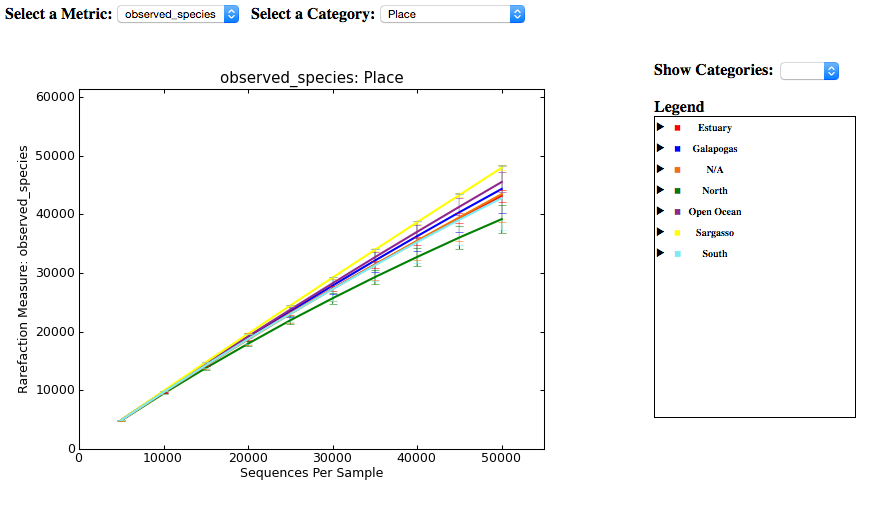 Select a Metric: observed_species Select a Category: Place
Show Categories:
observed_species: Place
Legend
Estuary
Galapogas
N/A
North
Open Ocean
Sargasso
South
Rarefaction Measure: observed_species
60000
50000
40000
30000
20000
10000
0
0 10000 20000 30000 40000 50000
Sequences Per Sample